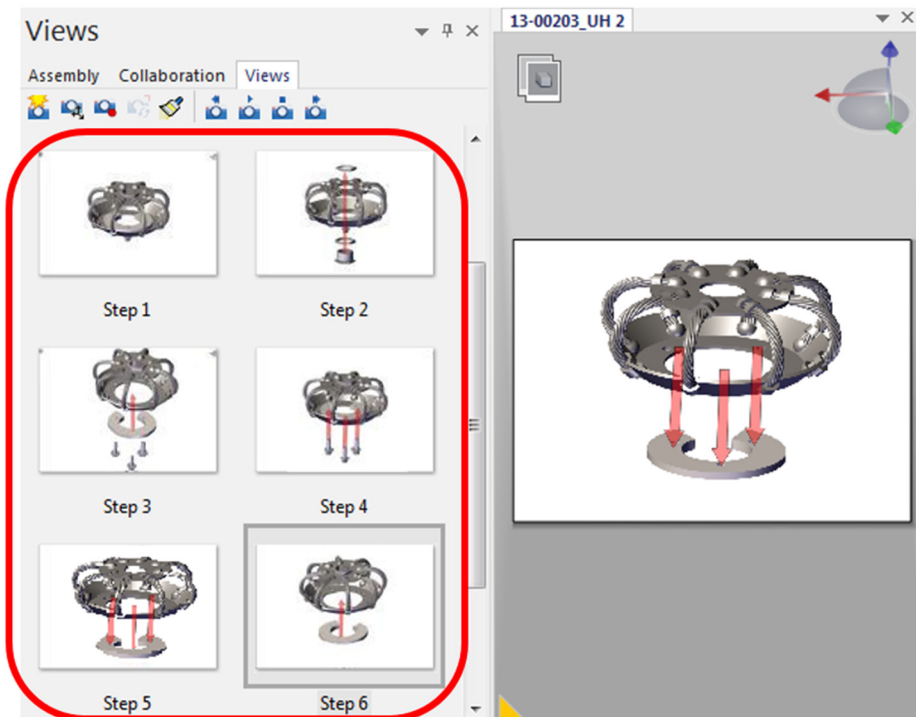 Views
Assembly Collaboration Views
Step 1 Step 2
Step 3 Step 4
Step 5 Step 6
13-00203_UH 2